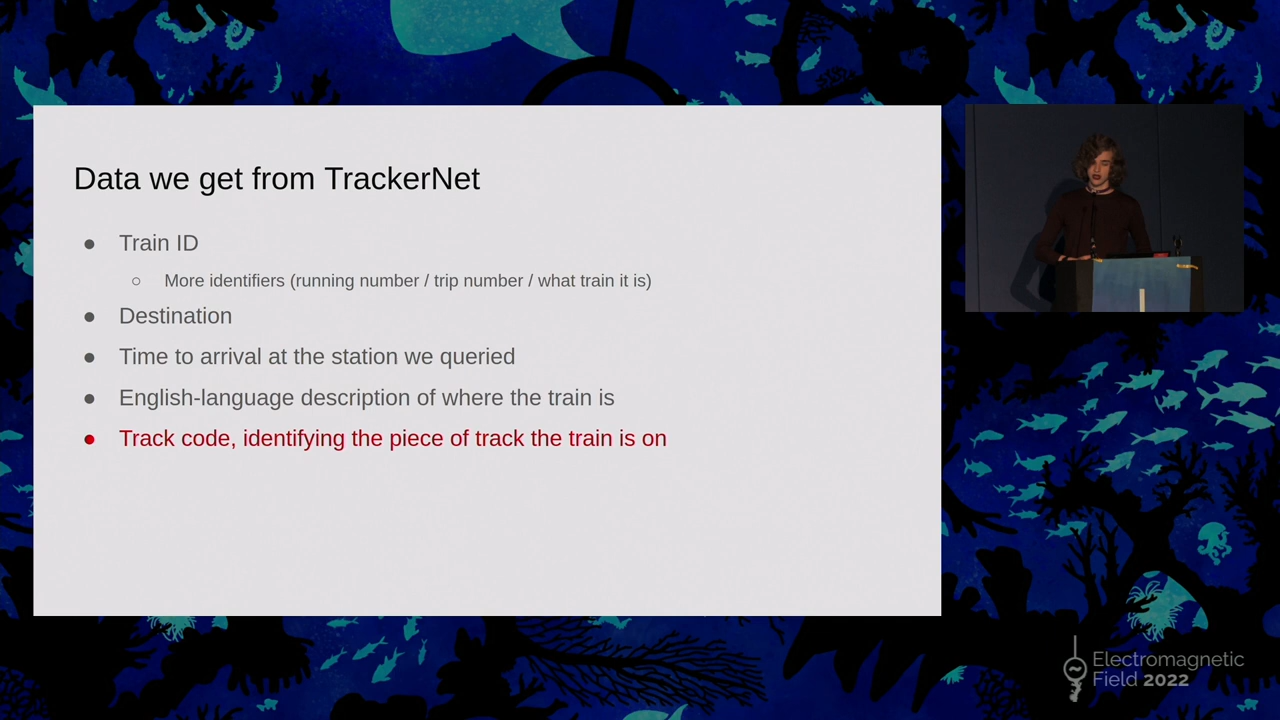 Data we get from TrackerNet
● Train ID
○ More identifiers (running number / trip number / what train it is)
● Destination
● Time to arrival at the station we queried
● English-language description of where the train is
● Track code, identifying the piece of track the train is on
Electromagnetic
Field 2022